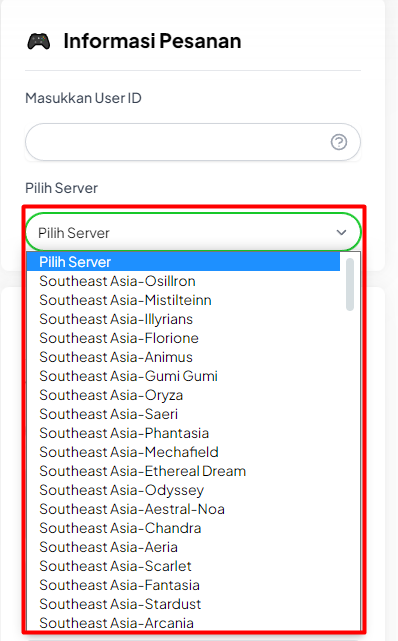 Informasi Pesanan
Masukkan User ID
Pilih Server
Pilih Server
Pilih Server
Southeast Asia-Osillron
Southeast Asia-Mistilteinn
Southeast Asia-Illyrians
Southeast Asia-Florione
Southeast Asia-Animus
Southeast Asia-Gumi Gumi
Southeast Asia-Oryza
Southeast Asia-Saeri
Southeast Asia-Phantasia
Southeast Asia-Mechafield
Southeast Asia-Ethereal Dream
Southeast Asia-Odyssey
Southeast Asia-Aestral-Noa
Southeast Asia-Chandra
Southeast Asia-Aeria
Southeast Asia-Scarlet
Southeast Asia-Fantasia
Southeast Asia-Stardust
Southeast Asia-Arcania